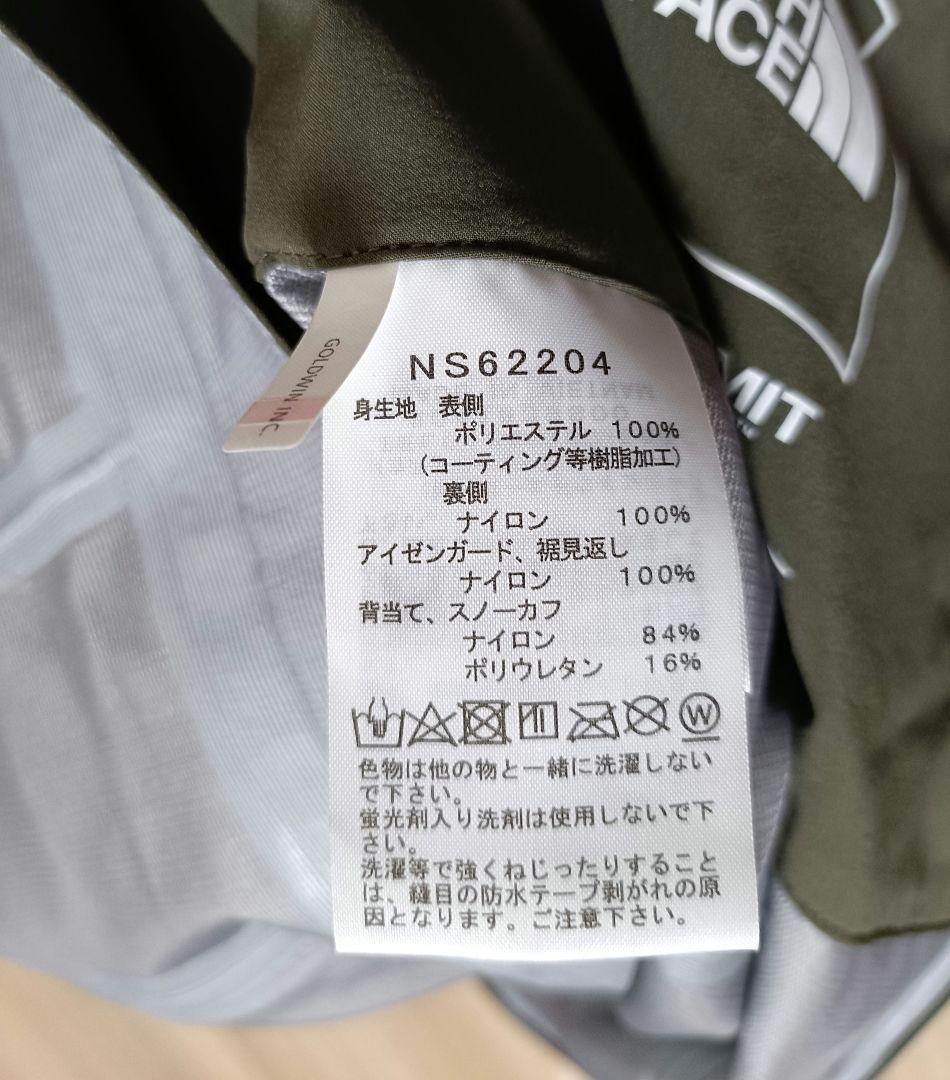 FACE
MIT
GOLDWIN INC.
NS62204
身生地 表側
ポリエステル 100%
(コーティング等樹脂加工)
裏側
ナイロン 100%
アイゼンガード、裾見返し
ナイロン 100%
背当て、スノーカフ
ナイロン 84%
ポリウレタン 16%
W
色物は他の物と一緒に洗濯しない
で下さい。
蛍光剤入り洗剤は使用しないで下
さい。
洗濯等で強くねじったりすること
は、縫目の防水テープ剥がれの原
因となります。ご注意下さい。